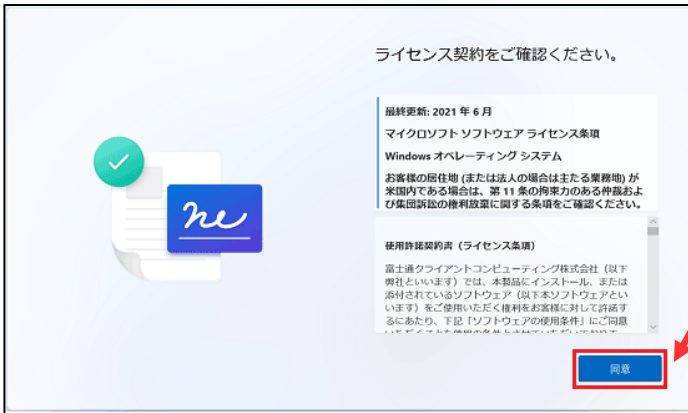 ライセンス契約をご確認ください。
最終更新: 2021 年 6 月
マイクロソフト ソフトウェア ライセンス条項
Windows オペレーティング システム
お客様の居住地 (または法人の場合は主たる業務地) が
米国内である場合は、第 11 条の拘束力のある仲裁およ
び集団訴訟の権利放棄に関する条項をご確認ください。
使用許諾契約書（ライセンス条項）
富士通クライアントコンピューティング株式会社（以下
弊社といいます）では、本製品にインストール、または
添付されているソフトウェア（以下本ソフトウェアとい
います）をご使用いただく権利をお客様に対して許諾す
るにあたり、下記「ソフトウェアの使用条件」にご同意
同意